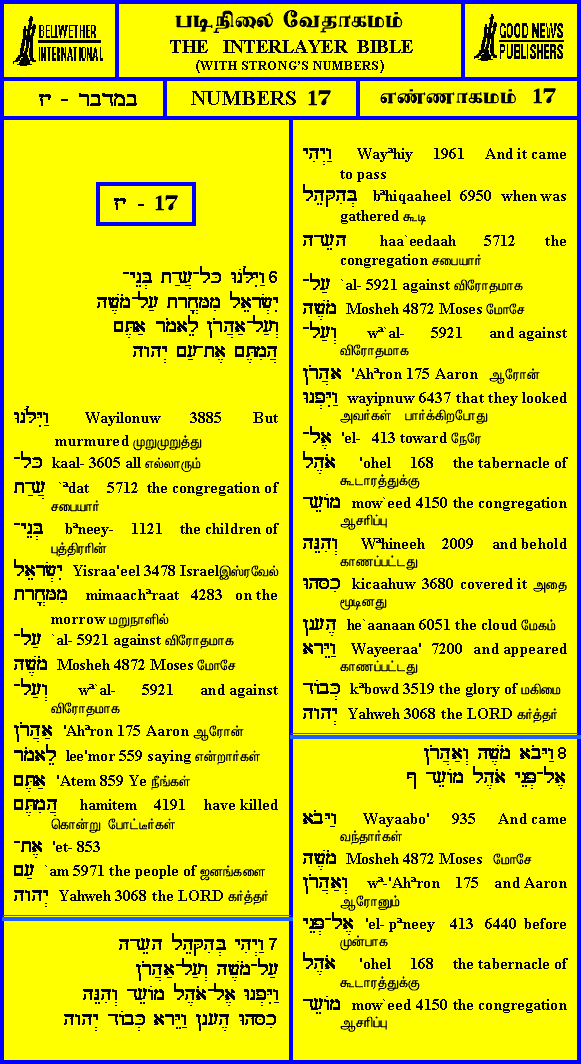 BELLWETHER
INTERNATIONAL
படிநிலை வேதாகமம்
THE INTERLAYER BIBLE
(WITH STRONG'S NUMBERS)
GOOD NEWS
PUBLISHERS
במדבר - יז
NUMBERS 17
எண்ணாகமம் 17
יז - 17
6 וַיִּלֹּנוּ כָּל־עֲדַת בְּנֵי־
יִשְׂרָאֵל מִמָּחֳרָת עַל־מֹשֶׁה
וְעַל־אַהֲרֹן לֵאמֹר אַתֶּם
הֲמִתֶּם אֶת־עַם יְהוָה
וַיִּלֹּנוּ Wayilonuw 3885 But
murmured முறுமுறுத்து
כָּל־ kaal- 3605 all எல்லாரும்
עֲדַת `ªdat 5712 the congregation of
சபையார்
בְּנֵי־ bªneey- 1121 the children of
புத்திரரின்
יִשְׂרָאֵל Yisraa'eel 3478 Israelஇஸ்ரவேல்
מִמָּחֳרָת mimaachªraat 4283 on the
morrow மறுநாளில்
עַל־ `al- 5921 against விரோதமாக
מֹשֶׁה Mosheh 4872 Moses மோசே
וְעַל־ wª`al- 5921 and against
விரோதமாக
אַהֲרֹן 'Ahªron 175 Aaron ஆரோன்
לֵאמֹר lee'mor 559 saying என்றார்கள்
אַתֶּם 'Atem 859 Ye நீங்கள்
הֲמִתֶּם hamitem 4191 have killed
கொன்று போட்டீர்கள்
אֶת־ 'et- 853
עַם `am 5971 the people of ஜனங்களை
יְהוָה Yahweh 3068 the LORD கர்த்தர்
7 וַיְהִי בְּהִקָּהֵל הָעֵדָה
עַל־מֹשֶׁה וְעַל־אַהֲרֹן
וַיִּפְנוּ אֶל־אֹהֶל מוֹעֵד וְהִנֵּה
כִסָּהוּ הֶעָנָן וַיֵּרָא כְּבוֹד יְהוָה
וַיְהִי Wayªhiy 1961 And it came
to pass
בְּהִקָּהֵל bªhiqaaheel 6950 when was
gathered கூடி
הָעֵדָה haa`eedaah 5712 the
congregation சபையார்
עַל־ `al- 5921 against விரோதமாக
מֹשֶׁה Mosheh 4872 Moses மோசே
וְעַל־ wª`al- 5921 and against
விரோதமாக
אַהֲרֹן 'Ahªron 175 Aaron ஆரோன்
וַיִּפְנוּ wayipnuw 6437 that they looked
அவர்கள் பார்க்கிறபோது
אֶל־ 'el- 413 toward நேரே
אֹהֶל 'ohel 168 the tabernacle of
கூடாரத்துக்கு
מוֹעֵד mow`eed 4150 the congregation
ஆசரிப்பு
וְהִנֵּה Wªhineeh 2009 and behold
காணப்பட்டது
כִסָּהוּ kicaahuw 3680 covered it அதை
மூடினது
הֶעָנָן he`aanaan 6051 the cloud மேகம்
וַיֵּרָא Wayeeraa' 7200 and appeared
காணப்பட்டது
כְּבוֹד kªbowd 3519 the glory of மகிமை
יְהוָה Yahweh 3068 the LORD கர்த்தர்
8 וַיָּבֹא מֹשֶׁה וְאַהֲרֹן
אֶל־פְּנֵי אֹהֶל מוֹעֵד ף
וַיָּבֹא Wayaabo' 935 And came
வந்தார்கள்
מֹשֶׁה Mosheh 4872 Moses மோசே
וְאַהֲרֹן wª-'Ahªron 175 and Aaron
ஆரோனும்
אֶל־פְּנֵי 'el- pªneey 413 6440 before
முன்பாக
אֹהֶל 'ohel 168 the tabernacle of
கூடாரத்துக்கு
מוֹעֵד mow`eed 4150 the congregation
ஆசரிப்பு